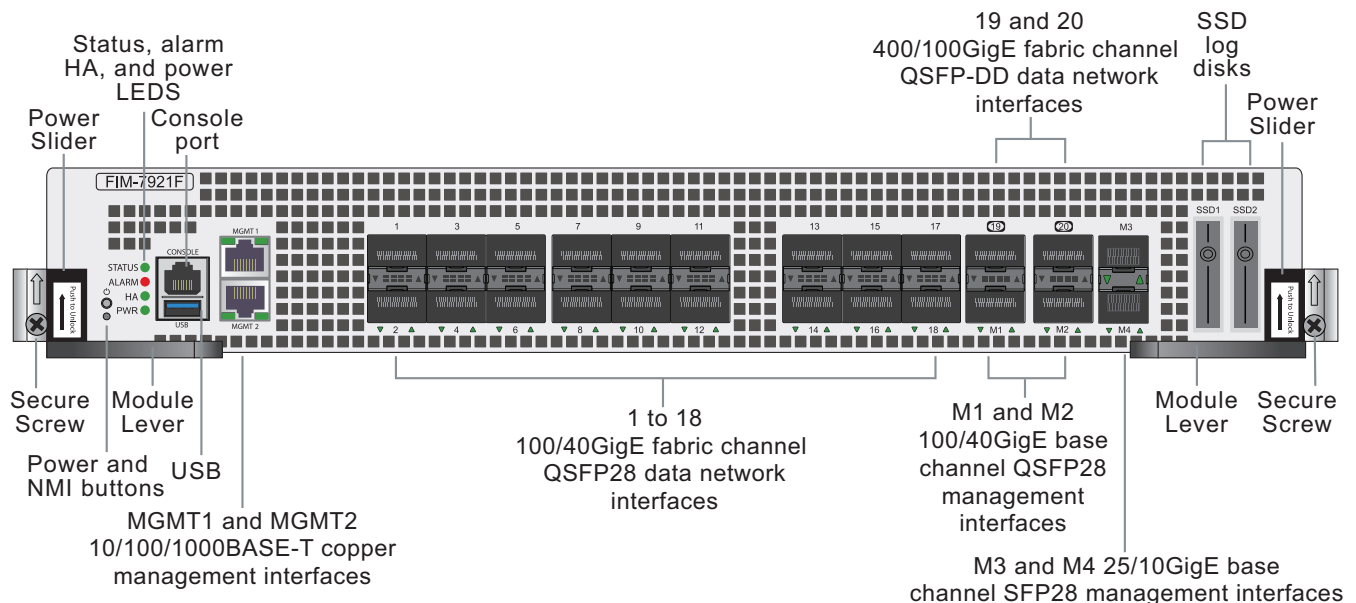 19 and 20
400/100GigE fabric channel
QSFP-DD data network
interfaces
SSD
log
disks
Status, alarm
HA, and power
LEDS
Power
Slider
Console
port
Power
Slider
FIM-7921F
MGMT 1
1
3
5
7
9
11
13
15
17
19
20
M3
SSD1
SSD2
CONSOLE
STATUS
ALARM
HA
PWR
Push to Unlock
Push to Unlock
USB
MGMT 2
2
4
6
8
10
12
14
16
18
M1
M2
M4
Secure
Screw
Module
Lever
Power and
NMI buttons
USB
MGMT1 and MGMT2
10/100/1000BASE-T copper
management interfaces
1 to 18
100/40GigE fabric channel
QSFP28 data network
interfaces
M1 and M2
100/40GigE base
channel QSFP28
management
interfaces
Module
Lever
Secure
Screw
M3 and M4 25/10GigE base
channel SFP28 management interfaces